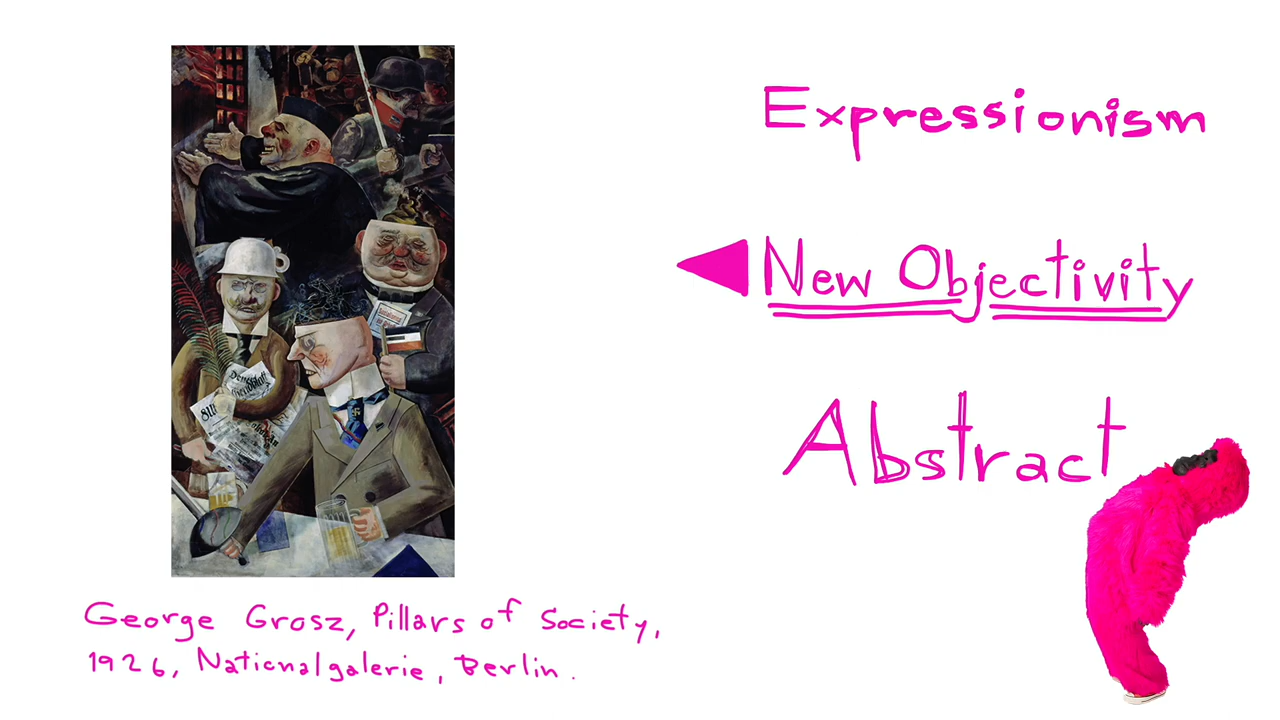 Expressionism
New Objectivity
Abstract
George Grosz, Pillars of Society,
1926, Nationalgalerie, Berlin.